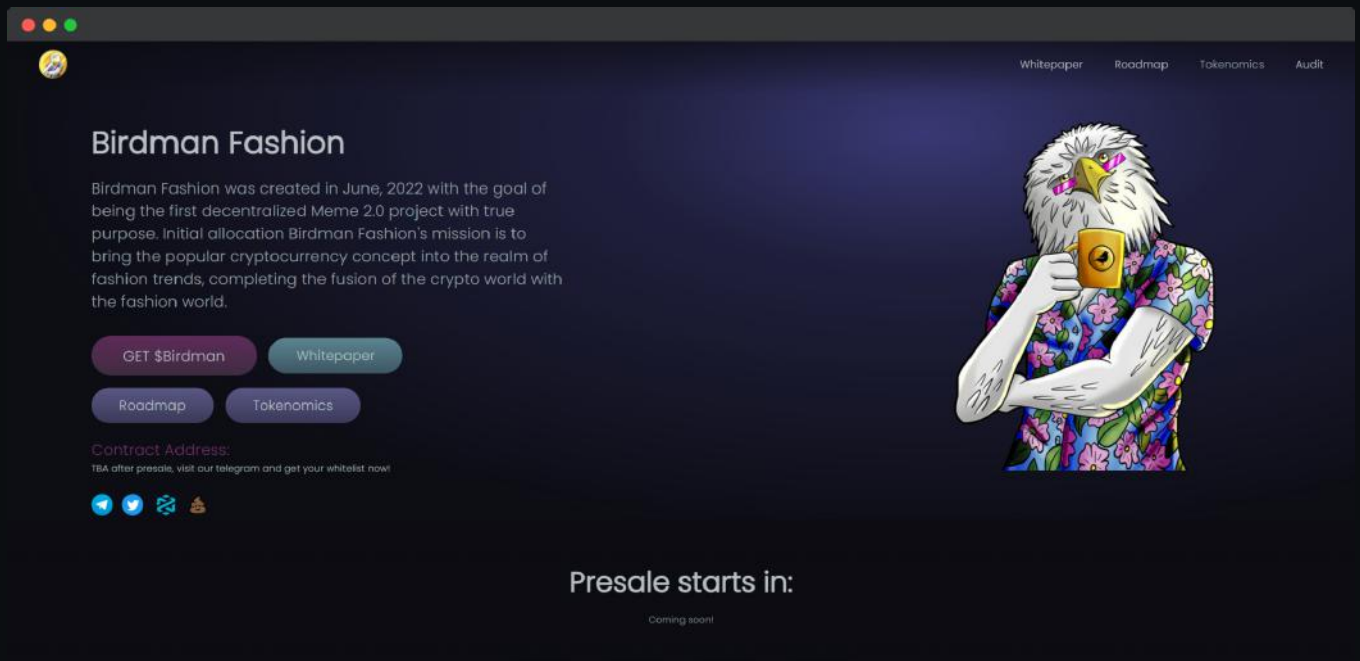 Whitepaper Roadmap Tokenomics Audit
Birdman Fashion
Birdman Fashion was created in June, 2022 with the goal of
being the first decentralized Meme 2.0 project with true
purpose. Initial allocation Birdman Fashion's mission is to
bring the popular cryptocurrency concept into the realm of
fashion trends, completing the fusion of the crypto world with
the fashion world.
GET $Birdman Whitepaper
Roadmap Tokenomics
Contract Address:
TBA after presale, visit our telegram and get your whitelist now!
Presale starts in:
Coming soon!